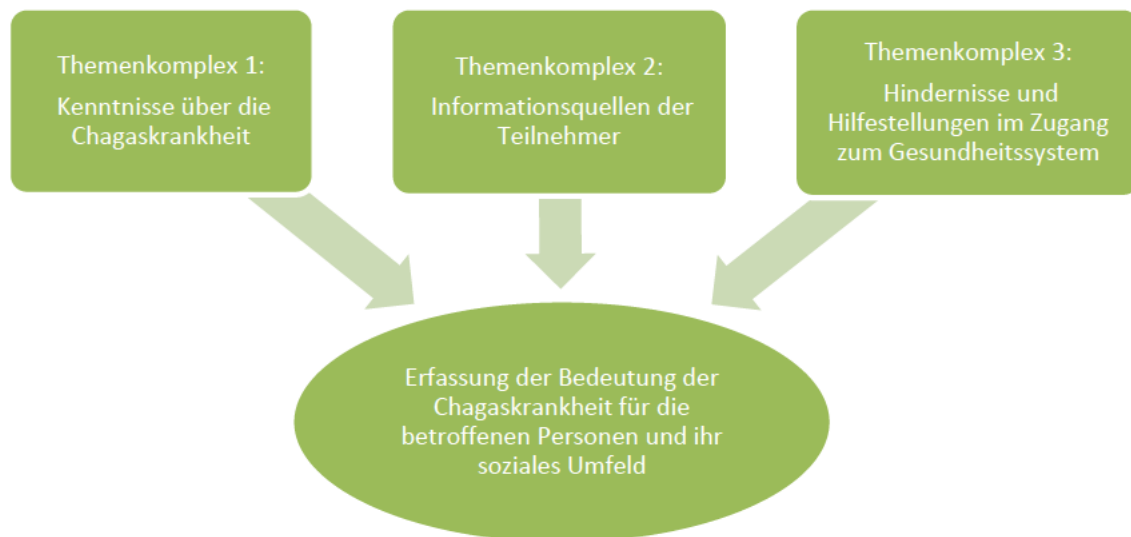 Themenkomplex 1:
Kenntnisse über die
Chagaskrankheit
Themenkomplex 2:
Informationsquellen der
Teilnehmer
Themenkomplex 3:
Hindernisse und
Hilfestellungen im Zugang
zum Gesundheitssystem
Erfassung der Bedeutung der
Chagaskrankheit für die
betroffenen Personen und ihr
soziales Umfeld